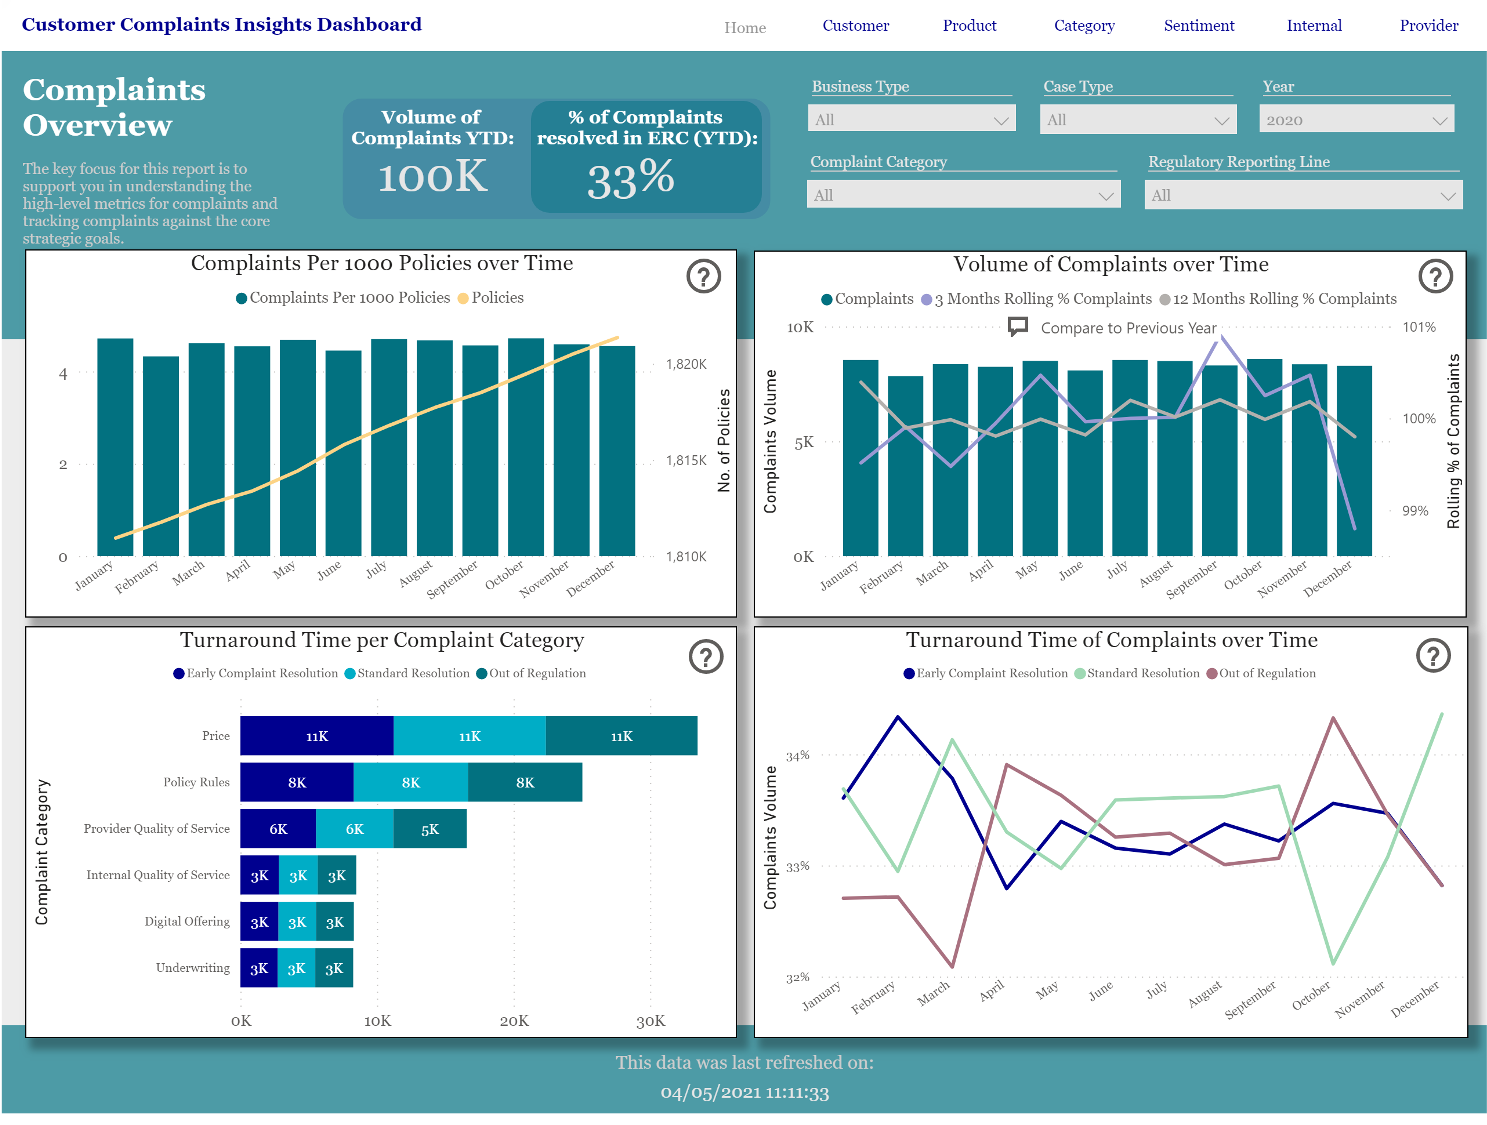 Customer Complaints Insights Dashboard
Home
Customer
Product
Category
Sentiment
Internal
Provider
Complaints
Overview
The key focus for this report is to
support you in understanding the
high-level metrics for complaints and
tracking complaints against the core
strategic goals.
Volume of
Complaints YTD:
100K
% of Complaints
resolved in ERC (YTD):
33%
Business Type
All
Case Type
All
Year
2020
Complaint Category
All
Regulatory Reporting Line
All
Complaints Per 1000 Policies over Time
?
Complaints Per 1000 Policies
Policies
4
2
0
1,820K
1,815K
1,810K
No. of Policies
January
February
March
April
May
June
July
August
September
October
November
December
Volume of Complaints over Time
?
Complaints
3 Months Rolling % Complaints
12 Months Rolling % Complaints
Compare to Previous Year
10K
5K
0K
Complaints Volume
101%
100%
99%
Rolling % of Complaints
January
February
March
April
May
June
July
August
September
October
November
December
Turnaround Time per Complaint Category
?
Early Complaint Resolution
Standard Resolution
Out of Regulation
Complaint Category
Price
11K
11K
11K
Policy Rules
8K
8K
8K
Provider Quality of Service
6K
6K
5K
Internal Quality of Service
3K
3K
3K
Digital Offering
3K
3K
3K
Underwriting
3K
3K
3K
0K
10K
20K
30K
Turnaround Time of Complaints over Time
?
Early Complaint Resolution
Standard Resolution
Out of Regulation
Complaints Volume
34%
33%
32%
January
February
March
April
May
June
July
August
September
October
November
December
This data was last refreshed on:
04/05/2021 11:11:33